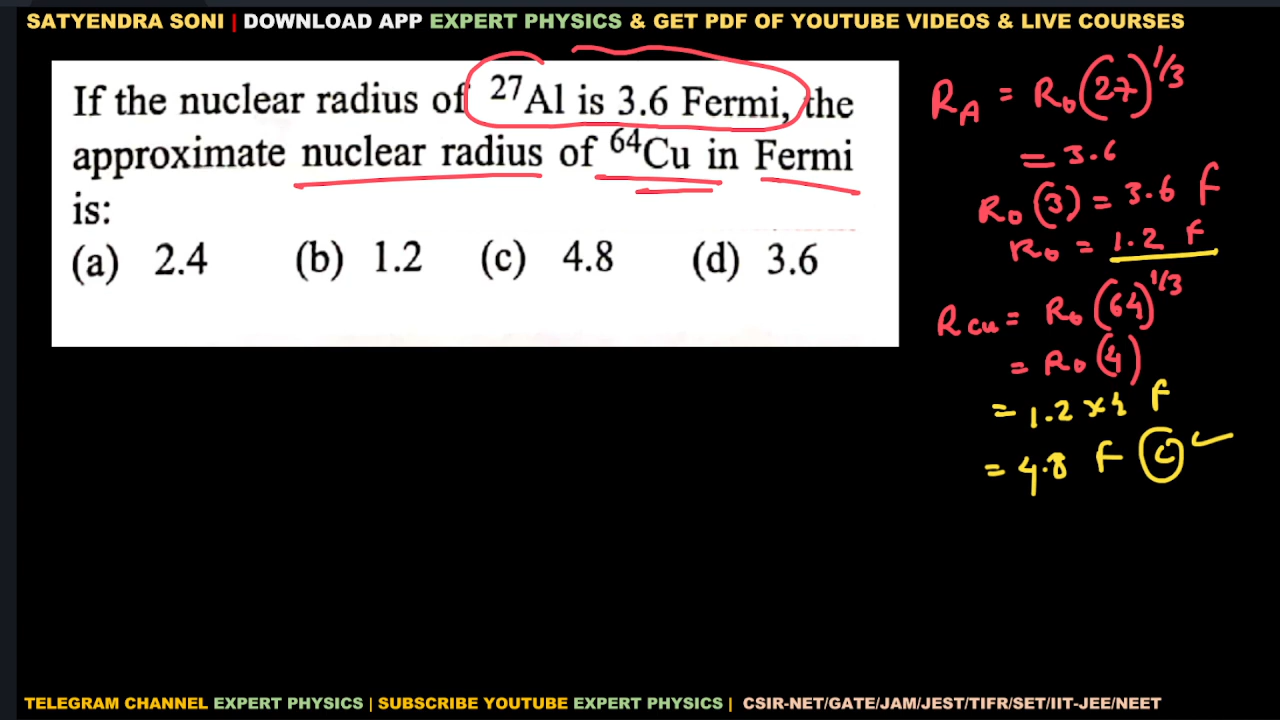 SATYENDRA SONI | DOWNLOAD APP EXPERT PHYSICS & GET PDF OF YOUTUBE VIDEOS & LIVE COURSES
If the nuclear radius of ²⁷Al is 3.6 Fermi, the
approximate nuclear radius of ⁶⁴Cu in Fermi
is:
(a) 2.4 (b) 1.2 (c) 4.8 (d) 3.6
R_A = R₀(27)^1/3
= 3.6
R₀(3) = 3.6 F
R₀ = 1.2 F
R_cu = R₀(64)^1/3
= R₀(4)
= 1.2 × 4 F
= 4.8 F (c)
TELEGRAM CHANNEL EXPERT PHYSICS | SUBSCRIBE YOUTUBE EXPERT PHYSICS | CSIR-NET/GATE/JAM/JEST/TIFR/SET/IIT-JEE/NEET